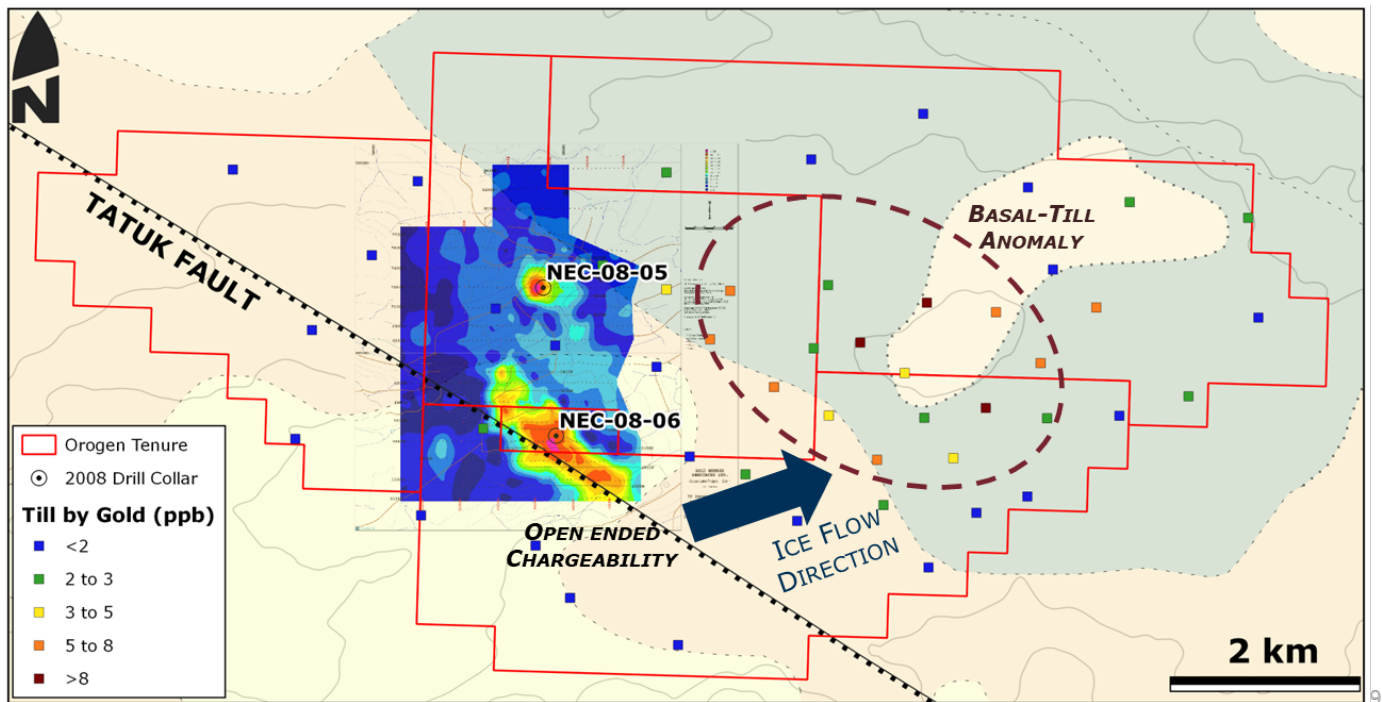 N
TATUK FAULT
NEC-08-05
BASAL-TILL
ANOMALY
NEC-08-06
OPEN ENDED
CHARGEABILITY
ICE FLOW
DIRECTION
Orogen Tenure
2008 Drill Collar
Till by Gold (ppb)
<2
2 to 3
3 to 5
5 to 8
>8
2 km
9